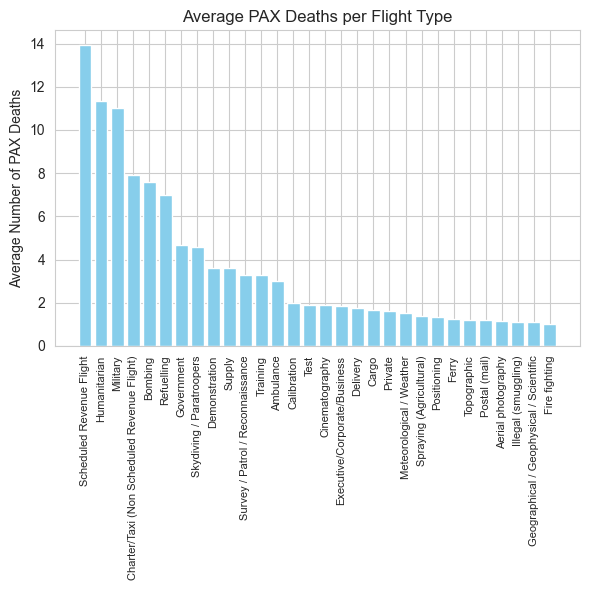 Average PAX Deaths per Flight Type
Average Number of PAX Deaths
14
12
10
8
6
4
2
0
Scheduled Revenue Flight
Humanitarian
Military
Charter/Taxi (Non Scheduled Revenue Flight)
Bombing
Refuelling
Government
Skydiving / Paratroopers
Demonstration
Supply
Survey / Patrol / Reconnaissance
Training
Ambulance
Calibration
Test
Cinematography
Executive/Corporate/Business
Delivery
Cargo
Private
Meteorological / Weather
Spraying (Agricultural)
Positioning
Ferry
Topographic
Postal (mail)
Aerial photography
Illegal (smuggling)
Geographical / Geophysical / Scientific
Fire fighting